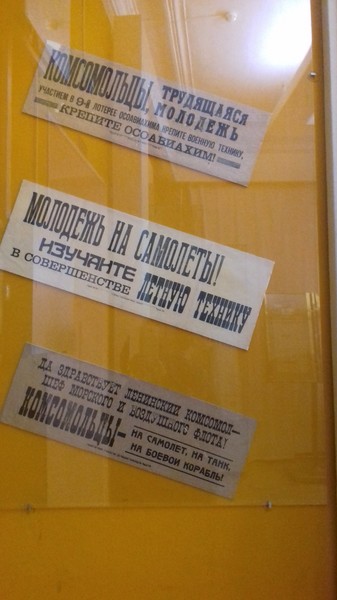 КОМСОМОЛЬЦЫ, ТРУДЯЩАЯСЯ
МОЛОДЕЖЬ
УЧАСТИЕМ В 9-й ЛОТЕРЕЕ ОСОАВИАХИМА КРЕПИТЕ ВОЕННУЮ ТЕХНИКУ,
КРЕПИТЕ ОСОАВИАХИМ!
МОЛОДЕЖЬ НА САМОЛЕТЫ!
ИЗУЧАЙТЕ
В СОВЕРШЕНСТВЕ ЛЕТНУЮ ТЕХНИКУ
ДА ЗДРАВСТВУЕТ ЛЕНИНСКИЙ КОМСОМОЛ—
ШЕФ МОРСКОГО И ВОЗДУШНОГО ФЛОТА!
КОМСОМОЛЬЦЫ—
НА САМОЛЕТ, НА ТАНК,
НА БОЕВОЙ КОРАБЛЬ!